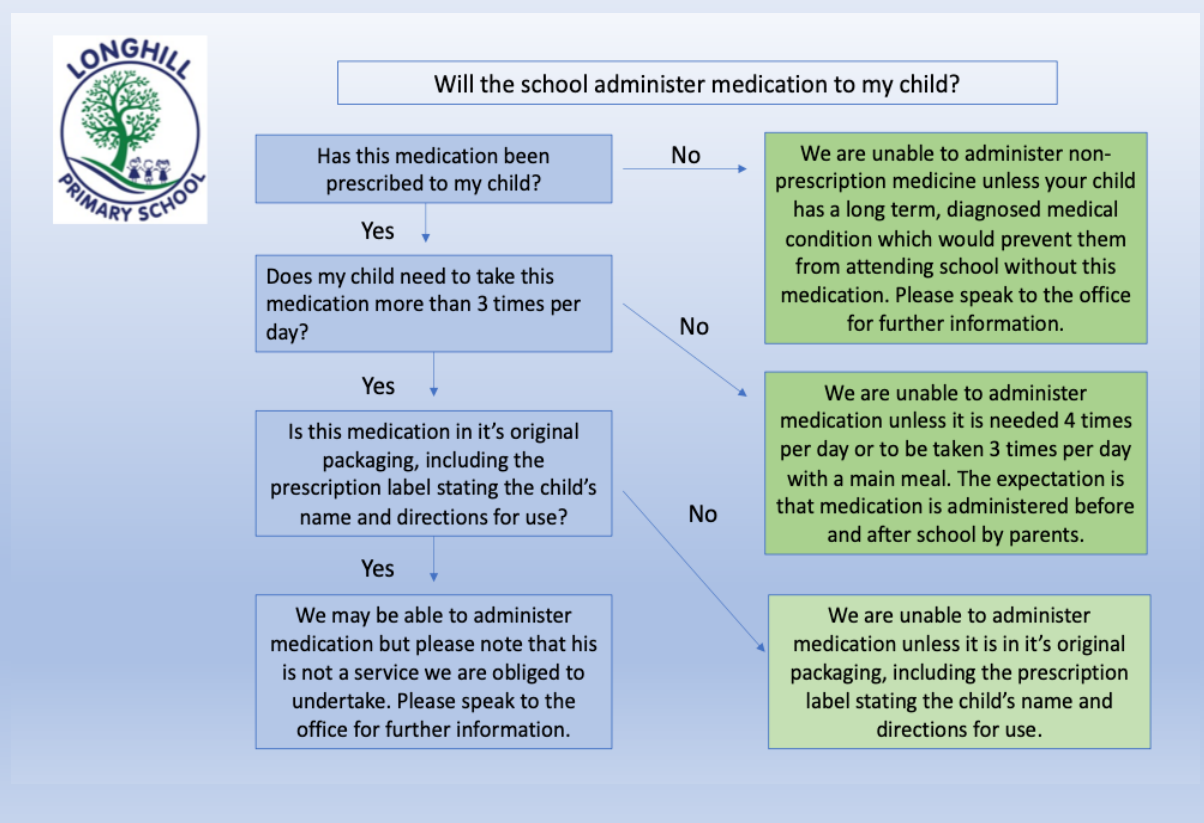 LONGHILL
PRIMARY SCHOOL
Will the school administer medication to my child?
Has this medication been
prescribed to my child?
No
We are unable to administer non-
prescription medicine unless your child
has a long term, diagnosed medical
condition which would prevent them
from attending school without this
medication. Please speak to the office
for further information.
Yes
Does my child need to take this
medication more than 3 times per
day?
No
We are unable to administer
medication unless it is needed 4 times
per day or to be taken 3 times per day
with a main meal. The expectation is
that medication is administered before
and after school by parents.
Yes
Is this medication in it’s original
packaging, including the
prescription label stating the child’s
name and directions for use?
No
We are unable to administer
medication unless it is in it’s original
packaging, including the prescription
label stating the child’s name and
directions for use.
Yes
We may be able to administer
medication but please note that his
is not a service we are obliged to
undertake. Please speak to the
office for further information.